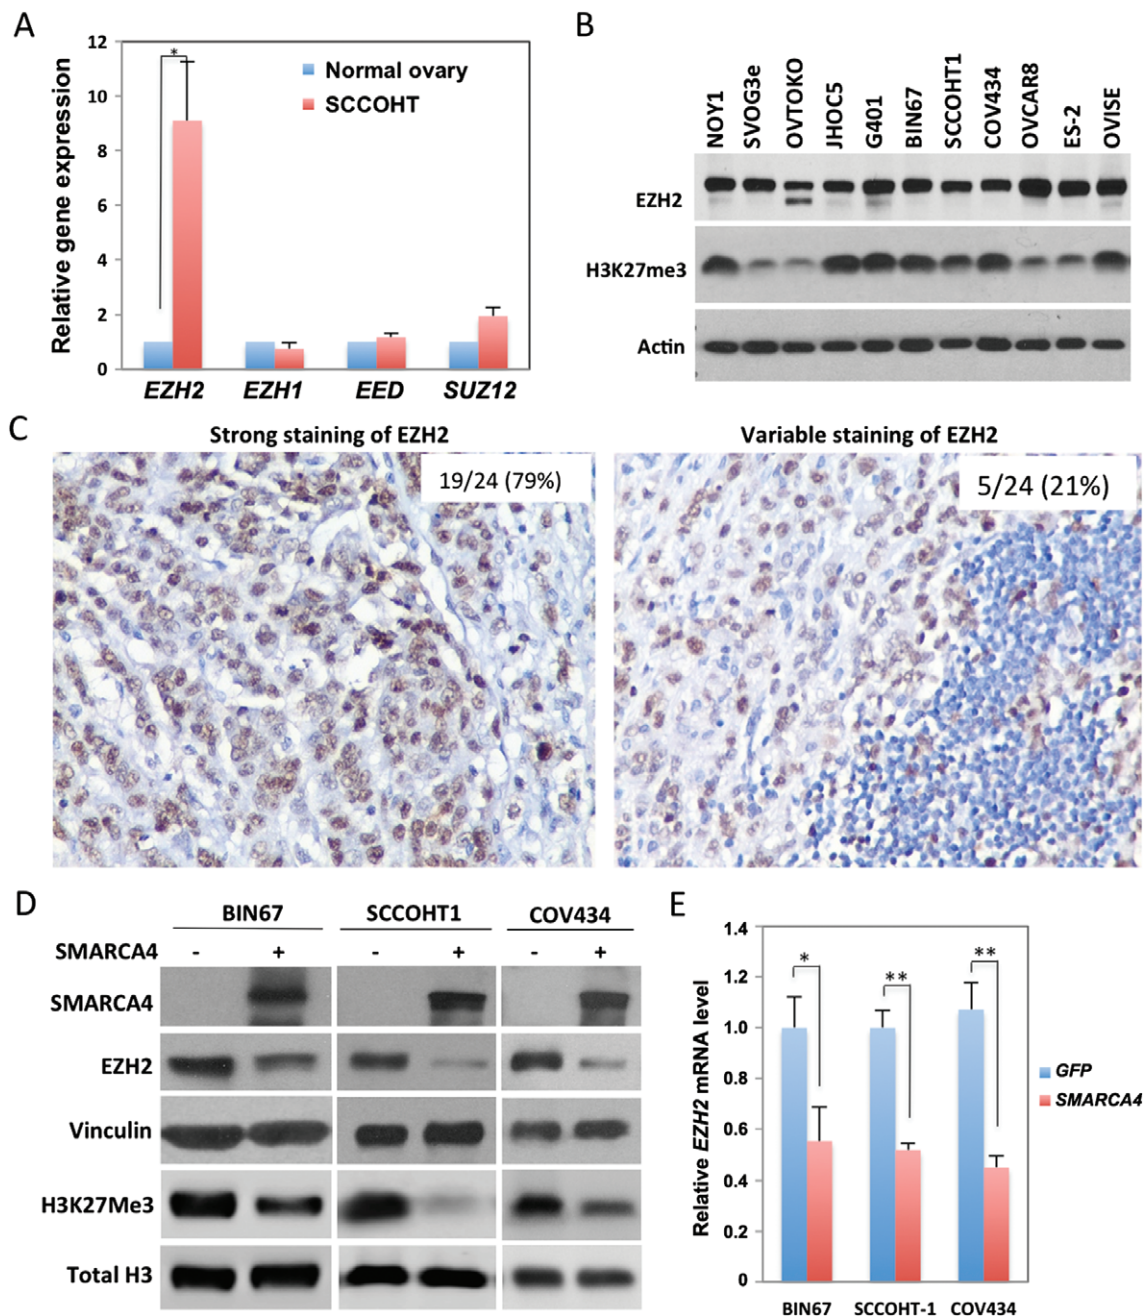 A
12
10
8
6
4
2
0
Relative gene expression
*
Normal ovary
SCCOHT
EZH2 EZH1 EED SUZ12
B
NOY1 SVOG3e OVTOKO JHOC5 G401 BIN67 SCCOHT1 COV434 OVCAR8 ES-2 OVISE
EZH2
H3K27me3
Actin
C
Strong staining of EZH2
19/24 (79%)
Variable staining of EZH2
5/24 (21%)
D
BIN67 SCCOHT1 COV434
SMARCA4 - + - + - +
SMARCA4
EZH2
Vinculin
H3K27Me3
Total H3
E
1.4
1.2
1.0
0.8
0.6
0.4
0.2
0
Relative EZH2 mRNA level
* ** **
GFP
SMARCA4
BIN67 SCCOHT-1 COV434